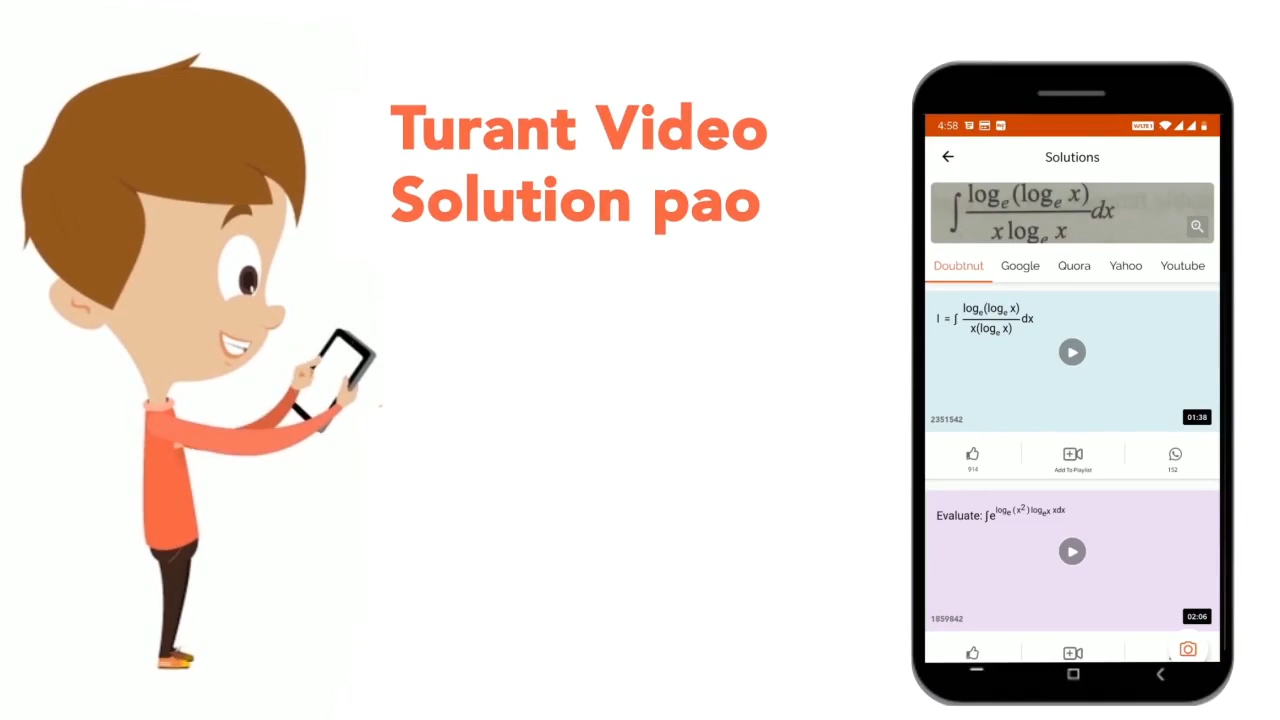 Turant Video
Solution pao
4:58
Solutions
∫ logₑ(logₑ x) / x logₑ x dx
Doubtnut Google Quora Yahoo Youtube
I = ∫ logₑ(logₑ x) / x(logₑ x) dx
2351542 01:38
914 Add To Playlist 152
Evaluate: ∫e^logₑ(x²)logₑx xdx
1859842 02:06